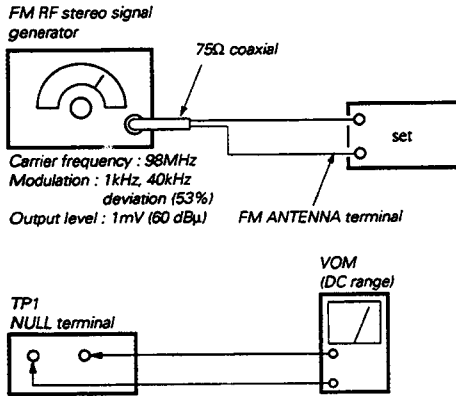 FM RF stereo signal
generator
75Ω coaxial
set
Carrier frequency : 98MHz
Modulation : 1kHz, 40kHz
deviation (53%)
Output level : 1mV (60 dBμ)
FM ANTENNA terminal
VOM
(DC range)
TP1
NULL terminal